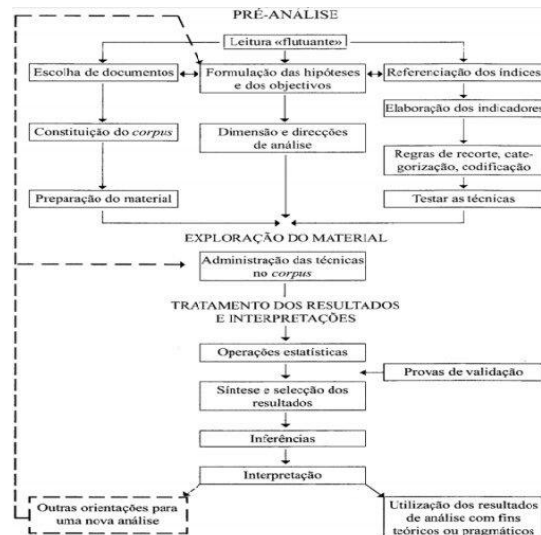 PRÉ-ANÁLISE
Leitura «flutuante»
Escolha de documentos
Formulação das hipóteses
e dos objectivos
Referenciação dos índices
Elaboração dos indicadores
Constituição do corpus
Dimensão e direcções
de análise
Regras de recorte, cate-
gorização, codificação
Preparação do material
Testar as técnicas
EXPLORAÇÃO DO MATERIAL
Administração das técnicas
no corpus
TRATAMENTO DOS RESULTADOS
E INTERPRETAÇÕES
Operações estatísticas
Provas de validação
Síntese e selecção dos
resultados
Inferências
Interpretação
Outras orientações para
uma nova análise
Utilização dos resultados
de análise com fins
teóricos ou pragmáticos